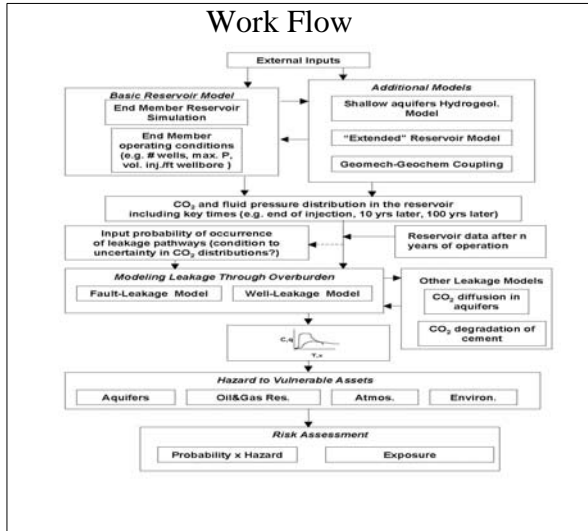 Work Flow
External Inputs
Basic Reservoir Model
End Member Reservoir
Simulation
End Member
operating conditions
(e.g. # wells, max. P,
vol. inj./ft wellbore )
Additional Models
Shallow aquifers Hydrogeol.
Model
“Extended” Reservoir Model
Geomech-Geochem Coupling
CO2 and fluid pressure distribution in the reservoir
including key times (e.g. end of injection, 10 yrs later, 100 yrs later)
Input probability of occurrence
of leakage pathways (condition to
uncertainty in CO2 distributions?)
Reservoir data after n
years of operation
Modeling Leakage Through Overburden
Fault-Leakage Model
Well-Leakage Model
Other Leakage Models
CO2 diffusion in
aquifers
CO2 degradation of
cement
C,q
T,x
Hazard to Vulnerable Assets
Aquifers
Oil&Gas Res.
Atmos.
Environ.
Risk Assessment
Probability x Hazard
Exposure